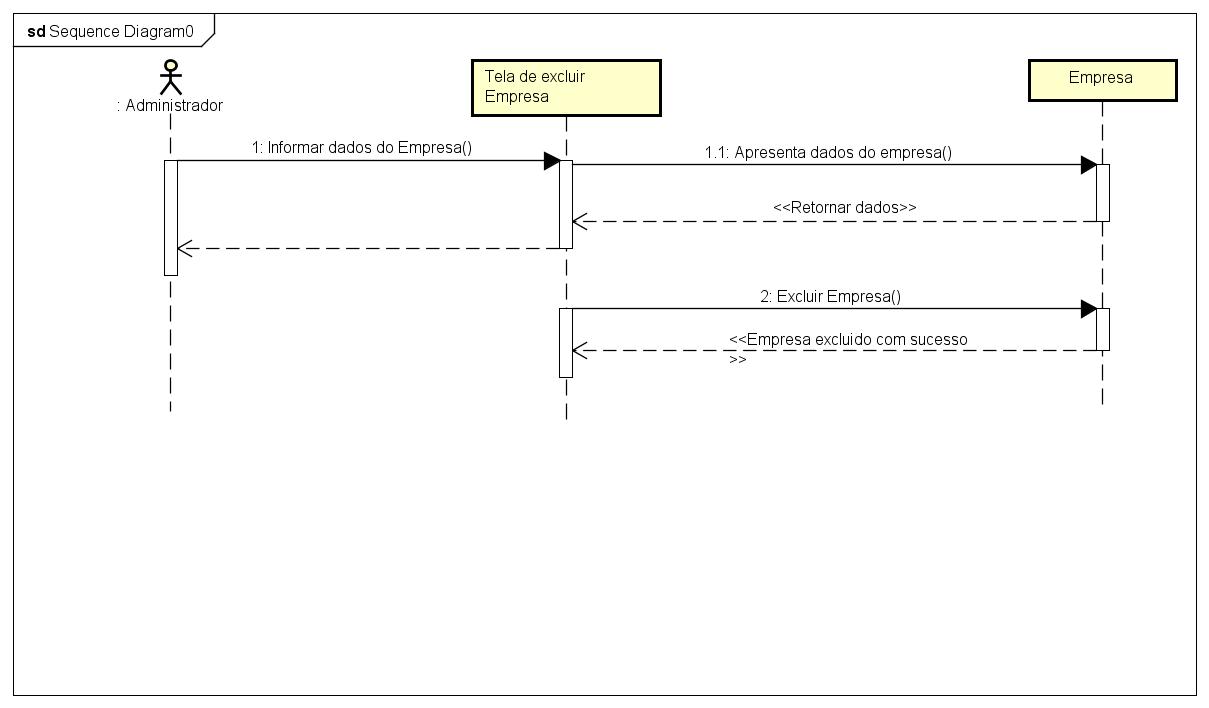 sd Sequence Diagram0
: Administrador
Tela de excluir
Empresa
Empresa
1: Informar dados do Empresa()
1.1: Apresenta dados do empresa()
<<Retornar dados>>
2: Excluir Empresa()
<<Empresa excluido com sucesso
>>